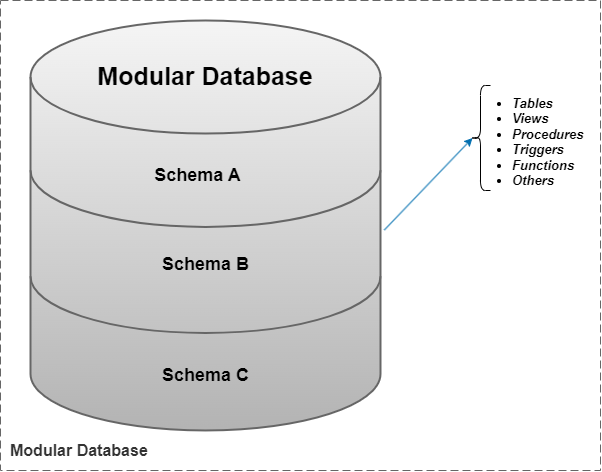 Modular Database
Schema A
Schema B
Schema C
• Tables
• Views
• Procedures
• Triggers
• Functions
• Others
Modular Database